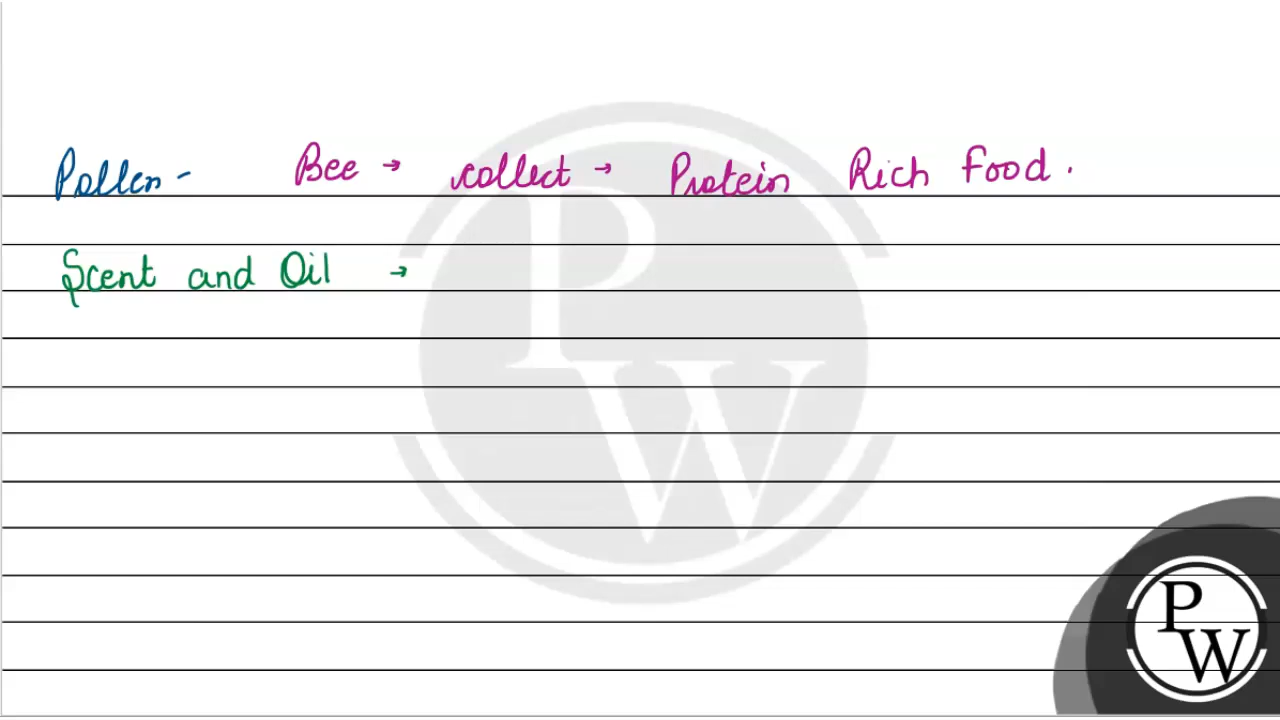 Pollen - Bee → collect → Protein Rich Food.
Scent and Oil →
P
W
P
W